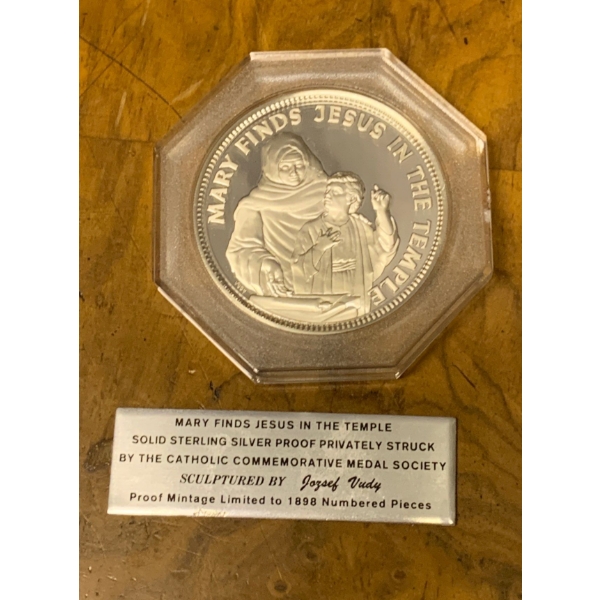 MARY FINDS JESUS IN THE TEMPLE
MARY FINDS JESUS IN THE TEMPLE
SOLID STERLING SILVER PROOF PRIVATELY STRUCK
BY THE CATHOLIC COMMEMORATIVE MEDAL SOCIETY
SCULPTURED BY Jozsef Vudy
Proof Mintage Limited to 1898 Numbered Pieces